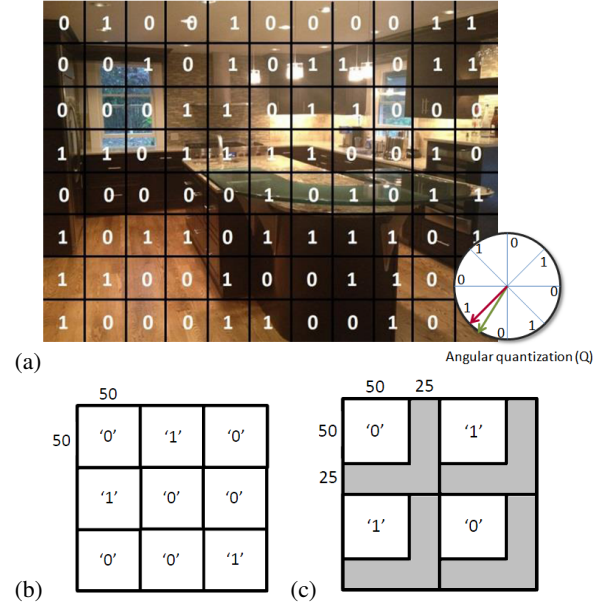 0 1 0 0 1 0 0 0 0 1 1
0 0 1 0 1 0 1 1 0 1 1
0 0 0 1 1 0 1 1 0 0 0
1 1 0 1 1 1 1 0 0 1 0
0 0 0 0 0 1 0 1 0 1 1
1 0 1 1 0 1 1 1 1 0 1
1 1 0 0 1 0 0 1 1 0
1 0 0 0 1 1 0 0 1 0
1 0
1
0 0
1 1
0
(a)
Angular quantization (Q)
50
50 '0' '1' '0'
'1' '0' '0'
'0' '0' '1'
(b)
50 25
50 '0' '1'
25
'1' '0'
(c)